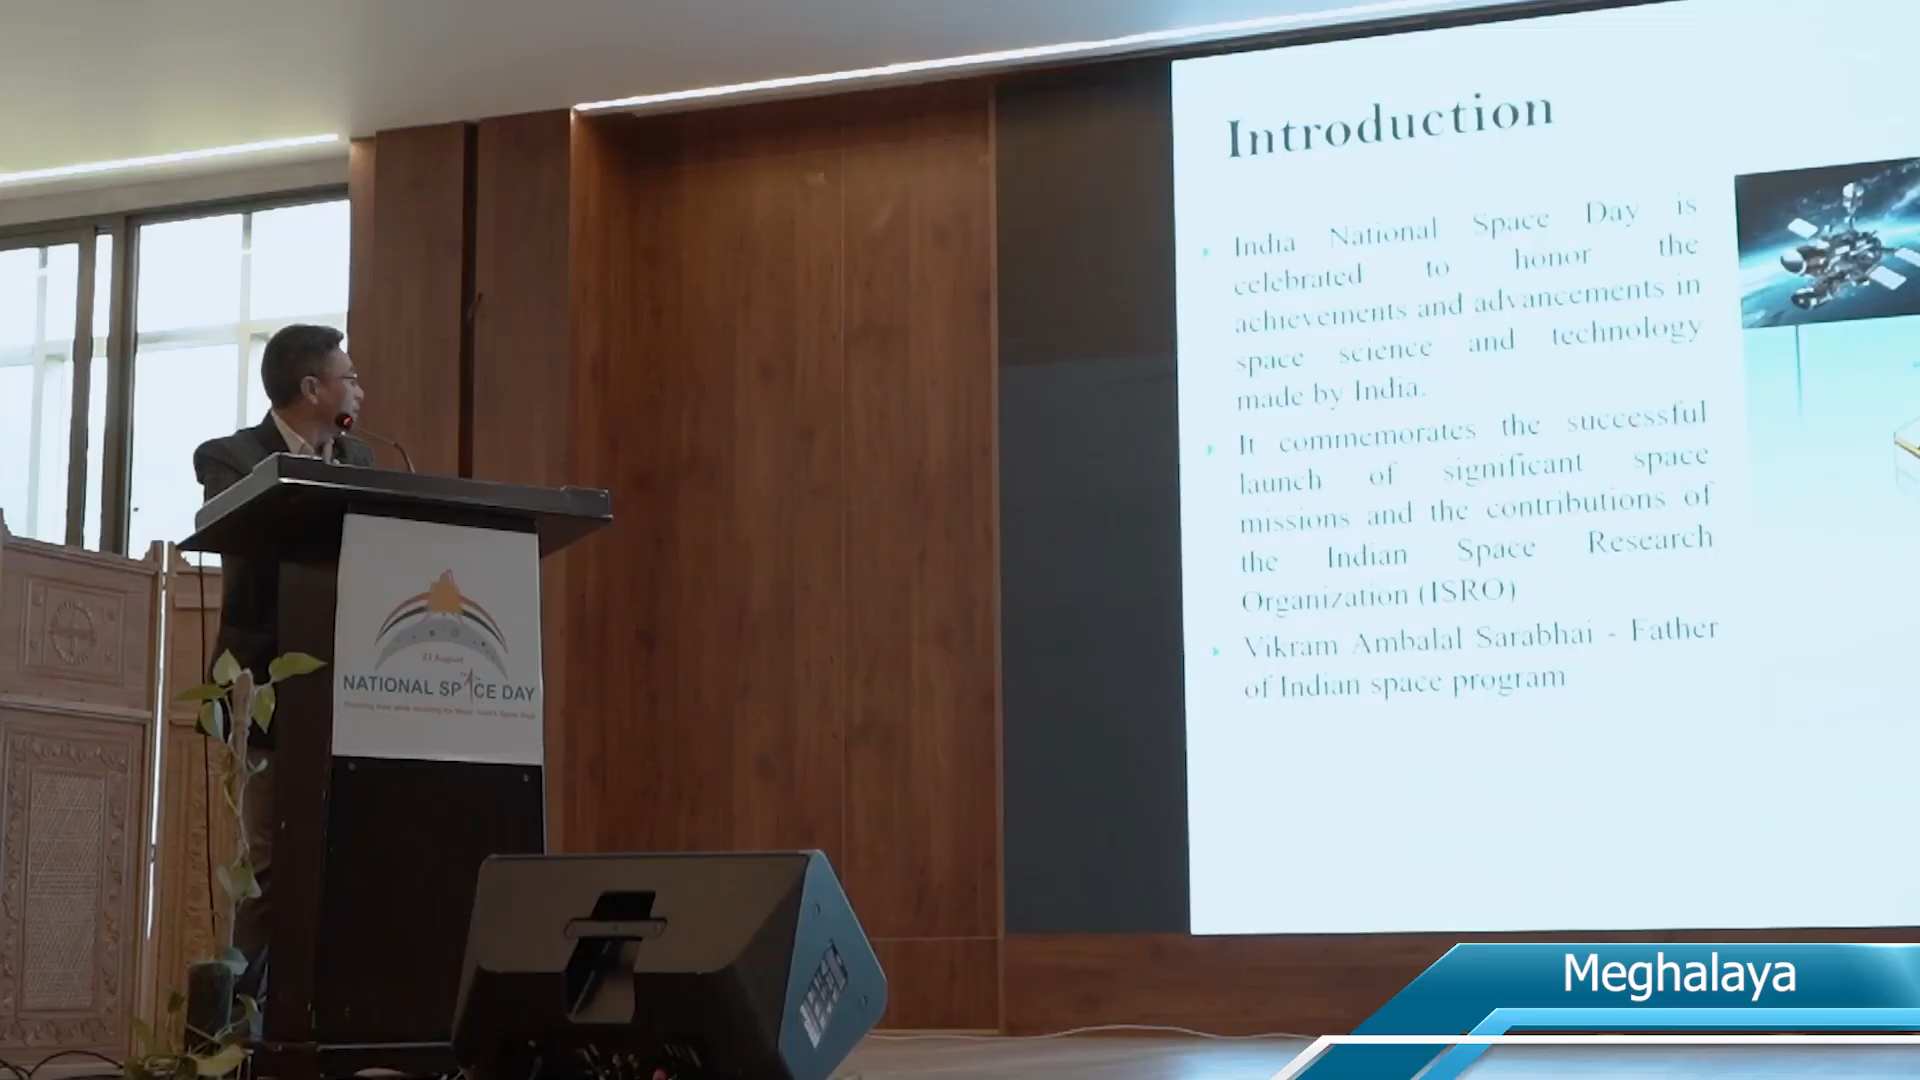 Introduction
India National Space Day is
celebrated to honor the
achievements and advancements in
space science and technology
made by India.
It commemorates the successful
launch of significant space
missions and the contributions of
the Indian Space Research
Organization (ISRO)
Vikram Ambalal Sarabhai - Father
of Indian space program
23 August
NATIONAL SPACE DAY
Meghalaya